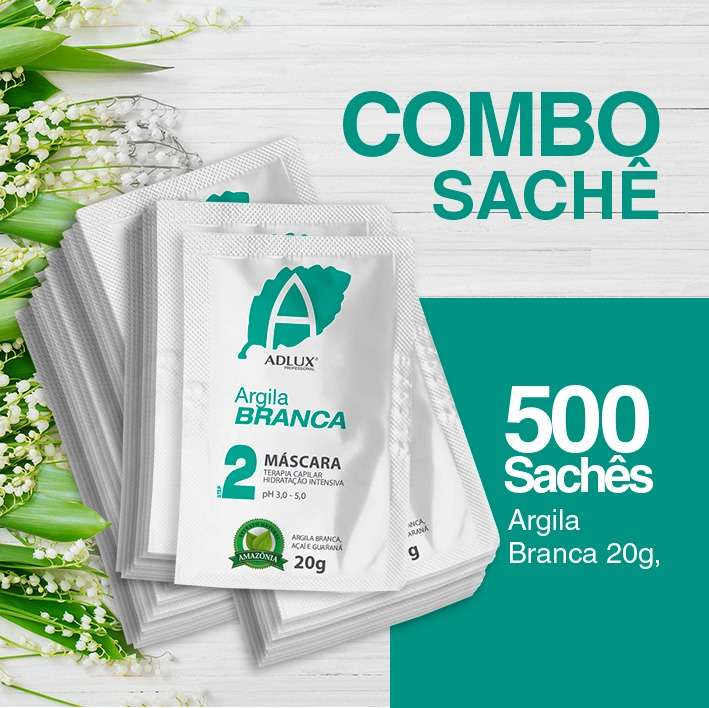 COMBO
SACHÊ
ADLUX®
PROFESSIONAL
Argila
BRANCA
STEP 2
MÁSCARA
TERAPIA CAPILAR
HIDRATAÇÃO INTENSIVA
pH 3,0 - 5,0
AMAZÔNIA
ARGILA BRANCA,
AÇAÍ E GUARANÁ
20g
g
500
Sachês
Argila
Branca 20g,